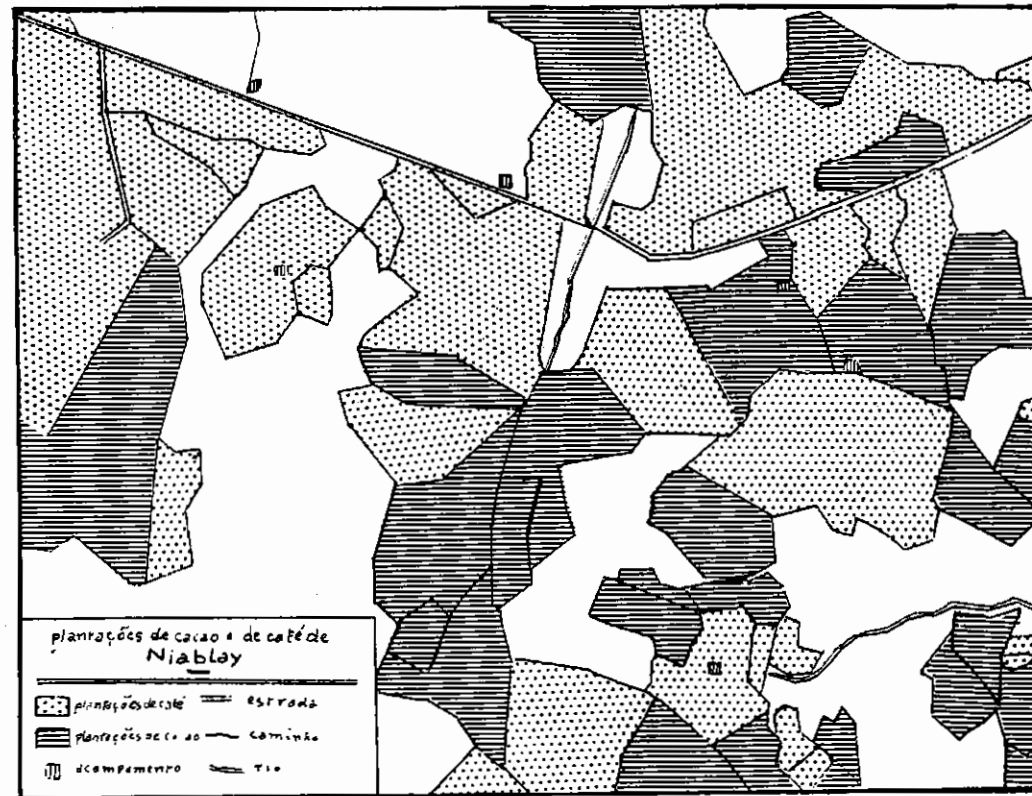 plantações de cacao e de café de
Niablay
plantações de café estrada
plantações de cacao caminho
acampamento rio